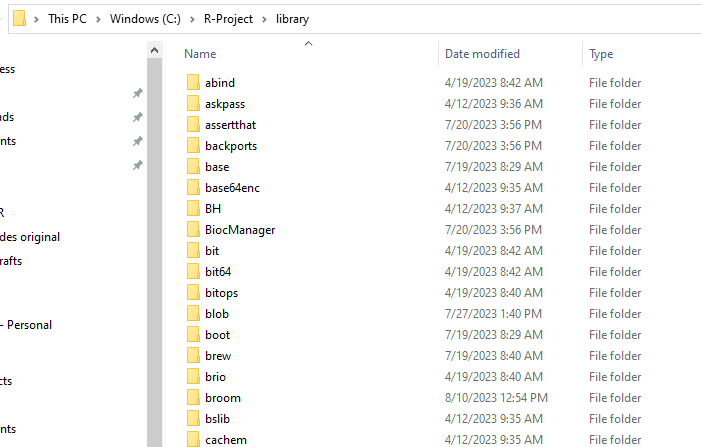 This PC > Windows (C:) > R-Project > library
Name Date modified Type
abind 4/19/2023 8:42 AM File folder
ess
askpass 4/12/2023 9:36 AM File folder
assertthat 7/20/2023 3:56 PM File folder
nds
backports 7/20/2023 3:56 PM File folder
ents
base 7/19/2023 8:29 AM File folder
base64enc 4/12/2023 9:35 AM File folder
BH 4/12/2023 9:37 AM File folder
R
BiocManager 7/20/2023 3:56 PM File folder
des original
bit 4/19/2023 8:42 AM File folder
rafts
bit64 4/19/2023 8:42 AM File folder
bitops 4/19/2023 8:40 AM File folder
blob 7/27/2023 1:40 PM File folder
- Personal
boot 7/19/2023 8:29 AM File folder
brew 7/19/2023 8:40 AM File folder
brio 4/19/2023 8:40 AM File folder
cts
broom 8/10/2023 12:54 PM File folder
bslib 4/12/2023 9:35 AM File folder
ents
cachem 4/12/2023 9:35 AM File folder